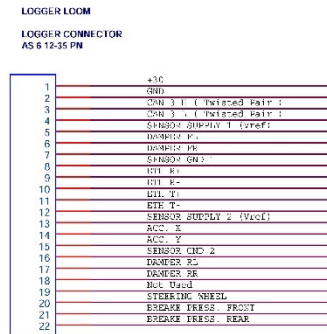 LOGGER LOOM
LOGGER CONNECTOR
AS 6 12-35 PN
1 +30
2 GND
3 CAN 3 H ( Twisted Pair )
4 CAN 3 L ( Twisted Pair )
5 SENSOR SUPPLY 1 (Vref)
6 DAMPER FL
7 DAMPER FR
8 SENSOR GND 1
9 ETH R+
10 ETH R-
11 ETH T+
12 ETH T-
13 SENSOR SUPPLY 2 (Vref)
14 ACC. X
15 ACC. Y
16 SENSOR GND 2
17 DAMPER RL
18 DAMPER RR
19 Not Used
20 STEERING WHEEL
21 BREAKE PRESS. FRONT
22 BREAKE PRESS. REAR